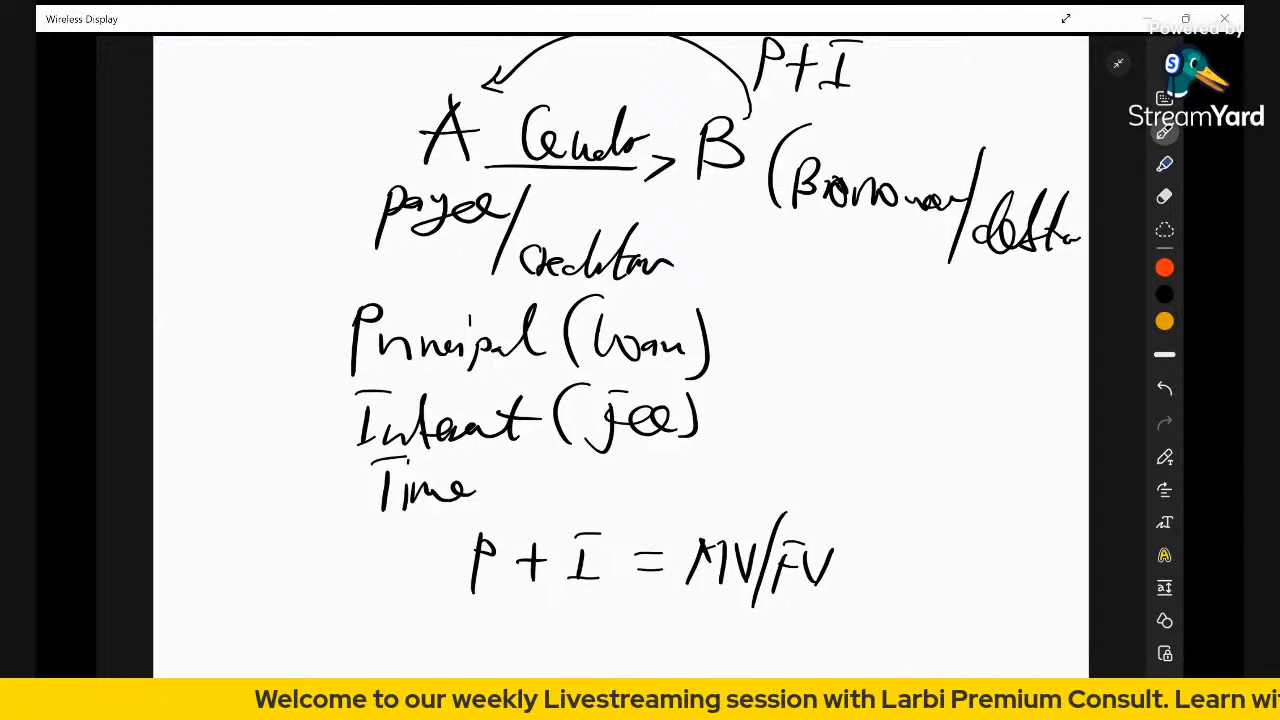 Wireless Display
Powered by
StreamYard
P + I
A Lends > B (Borrower/debtor
payee/creditor
Principal (loan)
Interest (fee)
Time
P + I = MV/FV
Welcome to our weekly Livestreaming session with Larbi Premium Consult. Learn wi